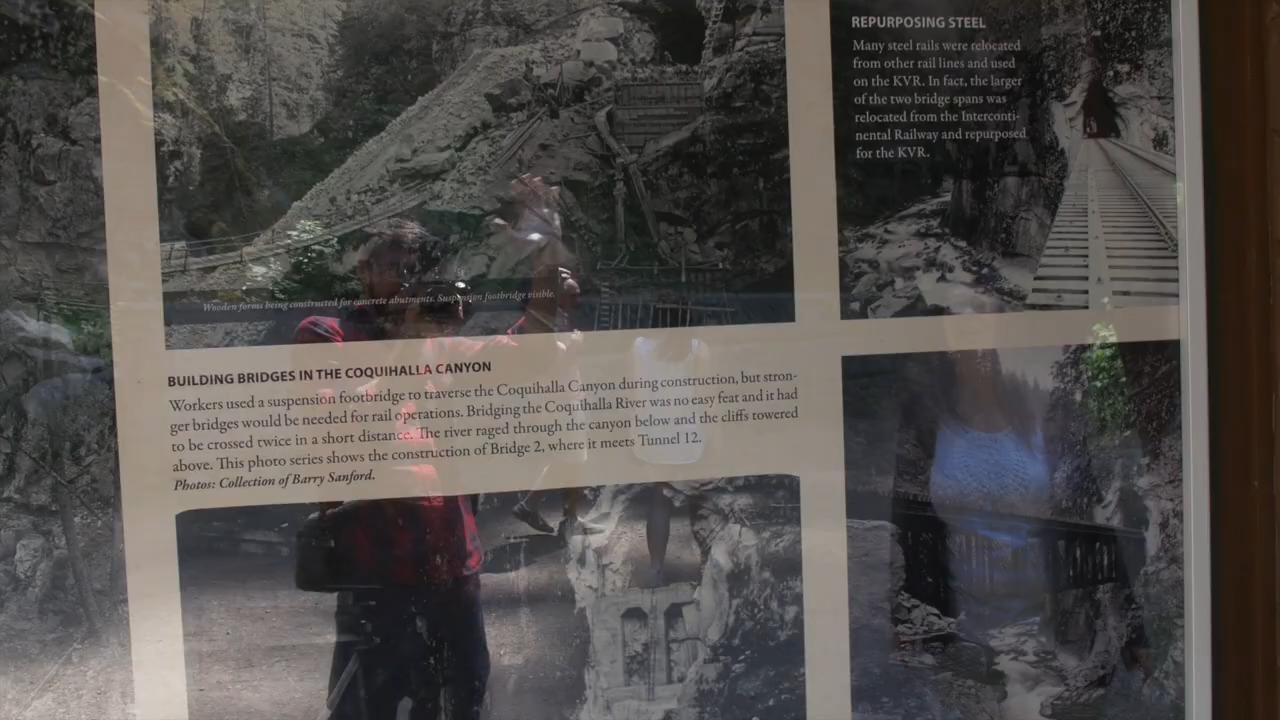 REPURPOSING STEEL
Many steel rails were relocated
from other rail lines and used
on the KVR. In fact, the larger
of the two bridge spans was
relocated from the Interconti-
nental Railway and repurposed
for the KVR.
Wooden forms being constructed for concrete abutments. Suspension footbridge visible.
BUILDING BRIDGES IN THE COQUIHALLA CANYON
Workers used a suspension footbridge to traverse the Coquihalla Canyon during construction, but stron-
ger bridges would be needed for rail operations. Bridging the Coquihalla River was no easy feat and it had
to be crossed twice in a short distance. The river raged through the canyon below and the cliffs towered
above. This photo series shows the construction of Bridge 2, where it meets Tunnel 12.
Photos: Collection of Barry Sanford.